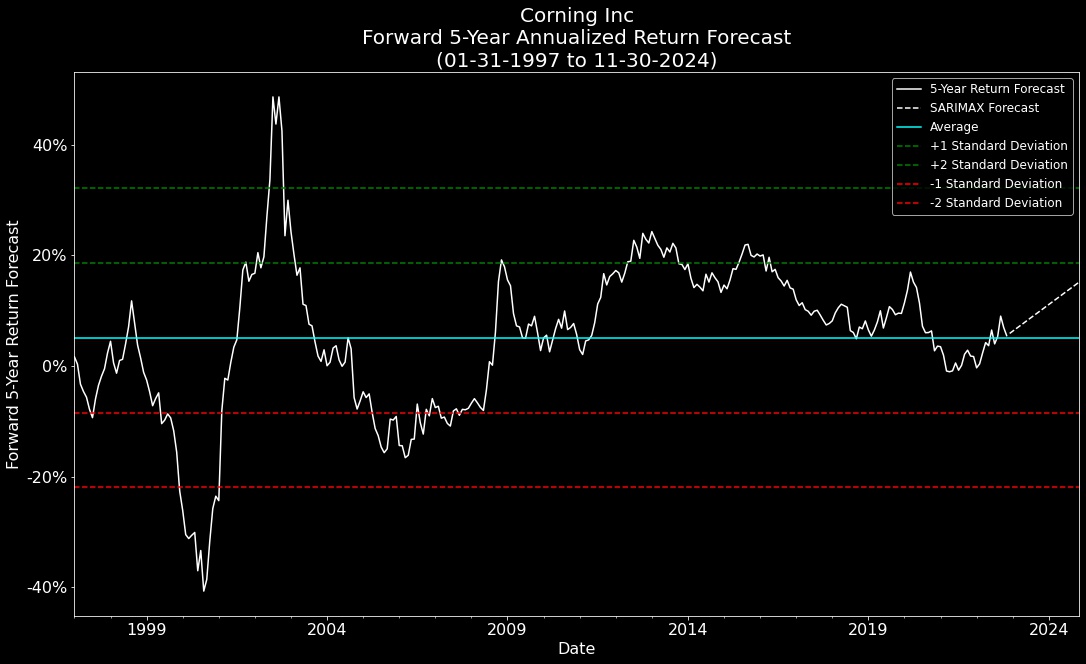 Corning Inc
Forward 5-Year Annualized Return Forecast
(01-31-1997 to 11-30-2024)
5-Year Return Forecast
SARIMAX Forecast
Average
+1 Standard Deviation
+2 Standard Deviation
-1 Standard Deviation
-2 Standard Deviation
Forward 5-Year Return Forecast
40%
20%
0%
-20%
-40%
1999 2004 2009 2014 2019 2024
Date